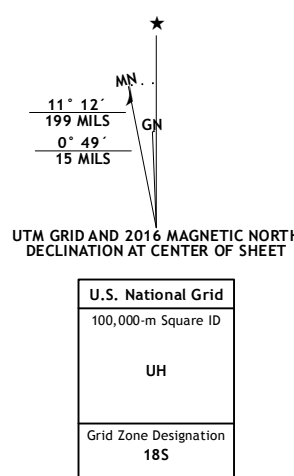 ★
MN
11° 12´
199 MILS
GN
0° 49´
15 MILS
UTM GRID AND 2016 MAGNETIC NORTH
DECLINATION AT CENTER OF SHEET
U.S. National Grid
100,000-m Square ID
UH
Grid Zone Designation
18S